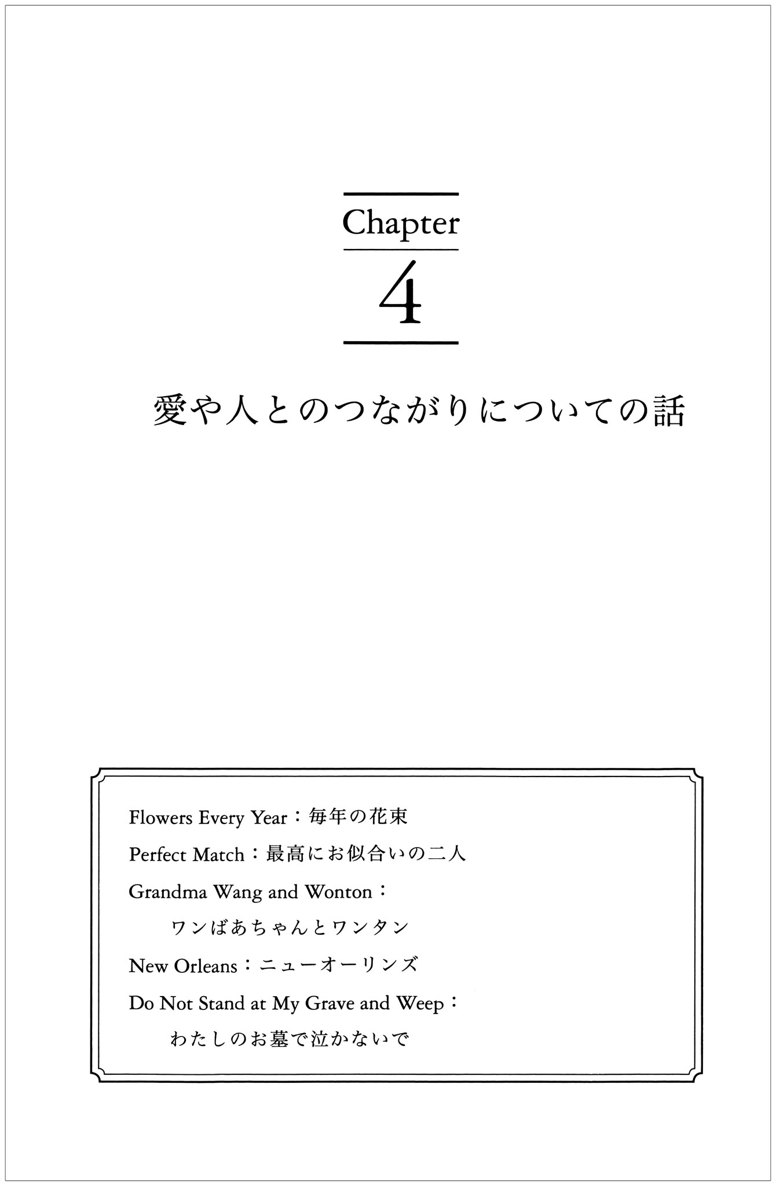 Chapter
4
愛や人とのつながりについての話
Flowers Every Year：毎年の花束
Perfect Match：最高にお似合いの二人
Grandma Wang and Wonton：
ワンばあちゃんとワンタン
New Orleans：ニューオーリンズ
Do Not Stand at My Grave and Weep：
わたしのお墓で泣かないで